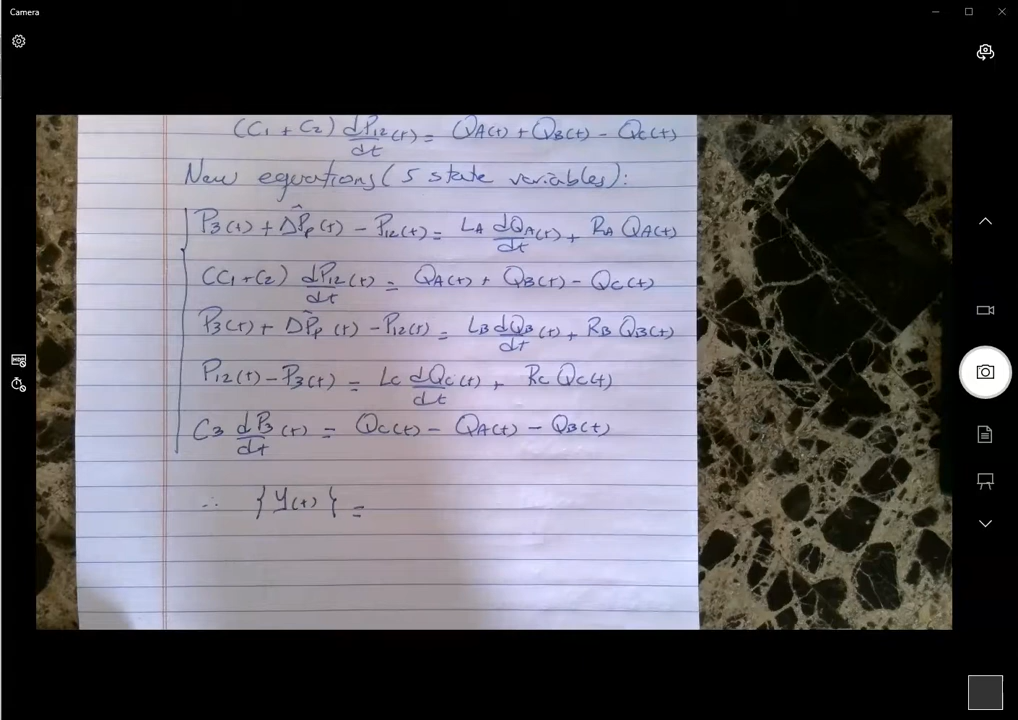 Camera
(C1 + C2) dP12(t)/dt = QA(t) + QB(t) - QC(t)
New equations (5 state variables):
P3(t) + ΔP̂p(t) - P12(t) = LA dQA(t)/dt + RA QA(t)
(C1+C2) dP12(t)/dt = QA(t) + QB(t) - QC(t)
P3(t) + ΔP̂p(t) - P12(t) = LB dQB(t)/dt + RB QB(t)
P12(t) - P3(t) = LC dQC(t)/dt + RC QC(t)
C3 dP3(t)/dt = QC(t) - QA(t) - QB(t)
∴ {Y(t)} =